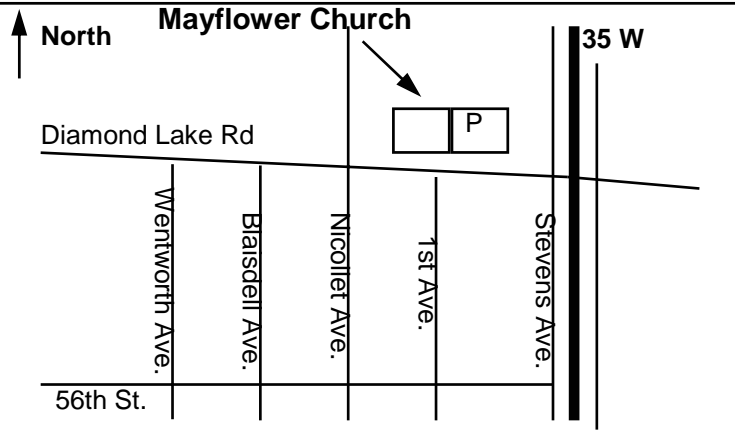 Mayflower Church
North
35 W
P
Diamond Lake Rd
Wentworth Ave.
Blaisdell Ave.
Nicollet Ave.
1st Ave.
Stevens Ave.
56th St.